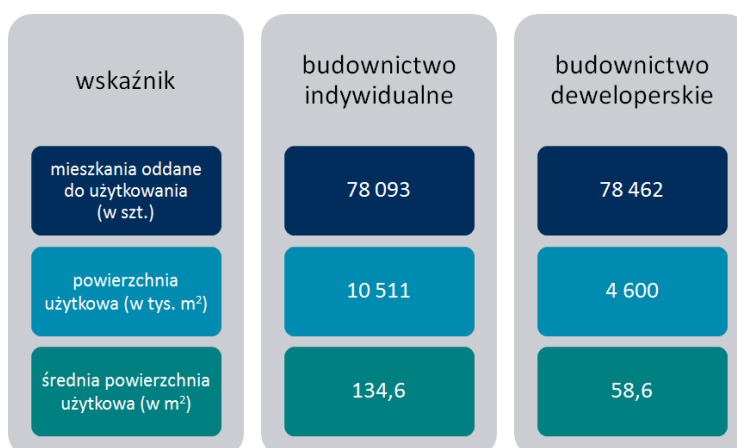 wskaźnik
mieszkania oddane
do użytkowania
(w szt.)
powierzchnia
użytkowa (w tys. m²)
średnia powierzchnia
użytkowa (w m²)
budownictwo
indywidualne
78 093
10 511
134,6
budownictwo
deweloperskie
78 462
4 600
58,6